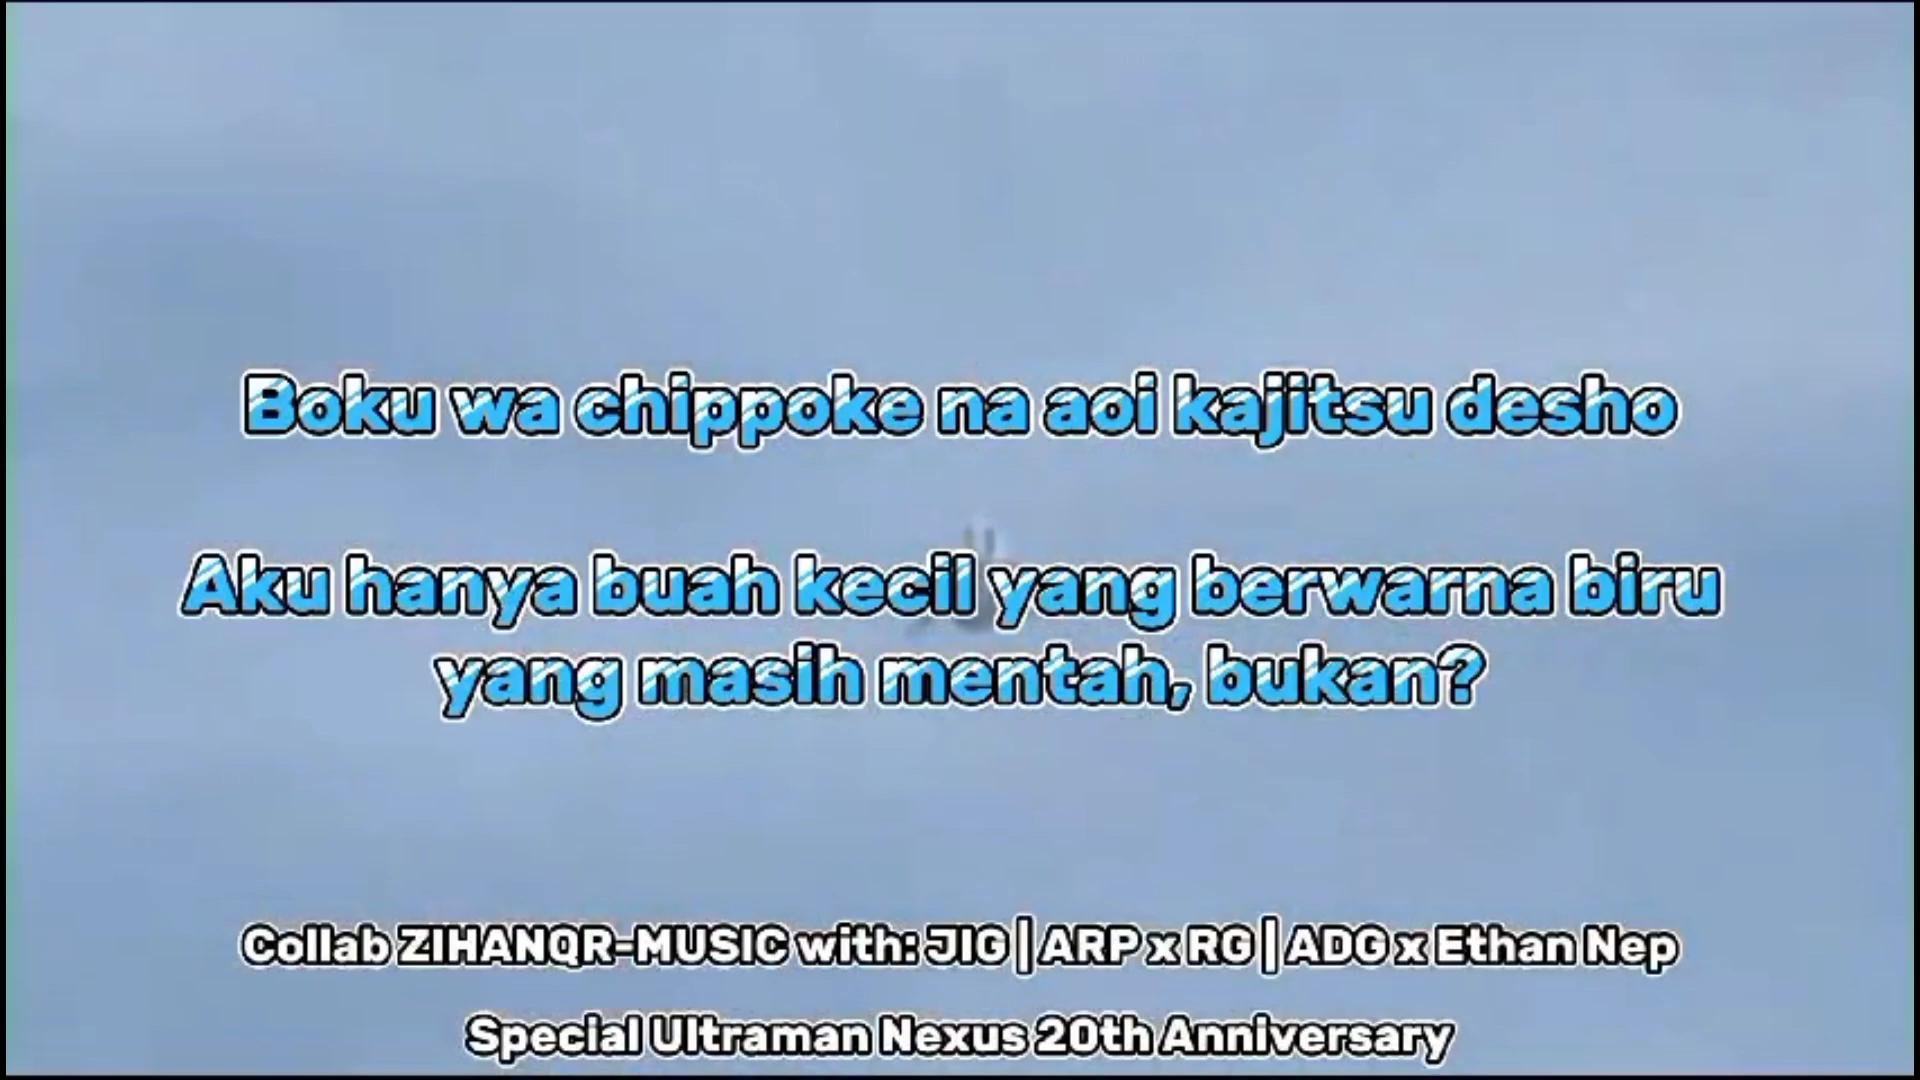 Boku wa chippoke na aoi kajitsu desho
Aku hanya buah kecil yang berwarna biru
yang masih mentah, bukan?
Collab ZIHANQR-MUSIC with: JIG | ARP x RG | ADG x Ethan Nep
Special Ultraman Nexus 20th Anniversary